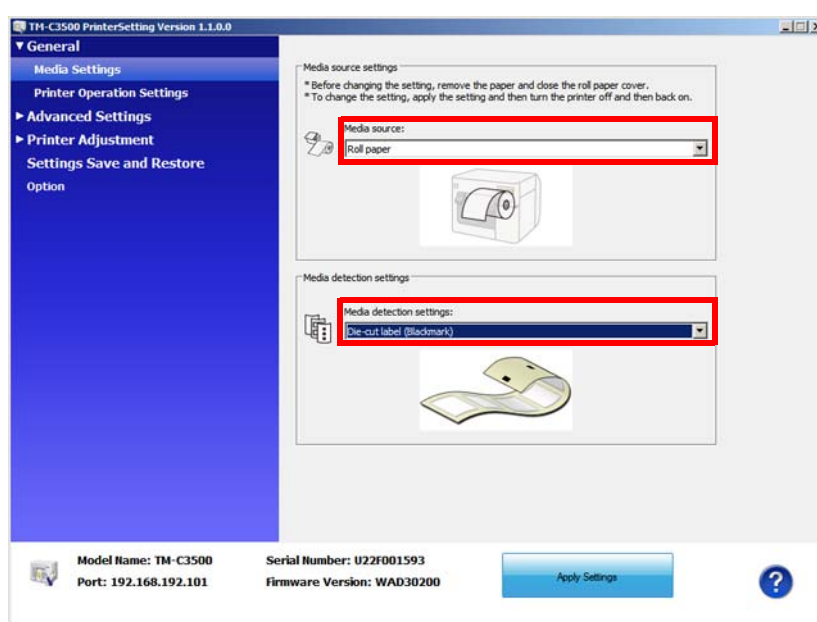 TM-C3500 PrinterSetting Version 1.1.0.0
General
Media Settings
Printer Operation Settings
Advanced Settings
Printer Adjustment
Settings Save and Restore
Option
Media source settings
* Before changing the setting, remove the paper and close the roll paper cover.
* To change the setting, apply the setting and then turn the printer off and then back on.
Media source:
Roll paper
Media detection settings
Media detection settings:
Die-cut label (Blackmark)
Model Name: TM-C3500
Serial Number: U22F001593
Port: 192.168.192.101
Firmware Version: WAD30200
Apply Settings
?